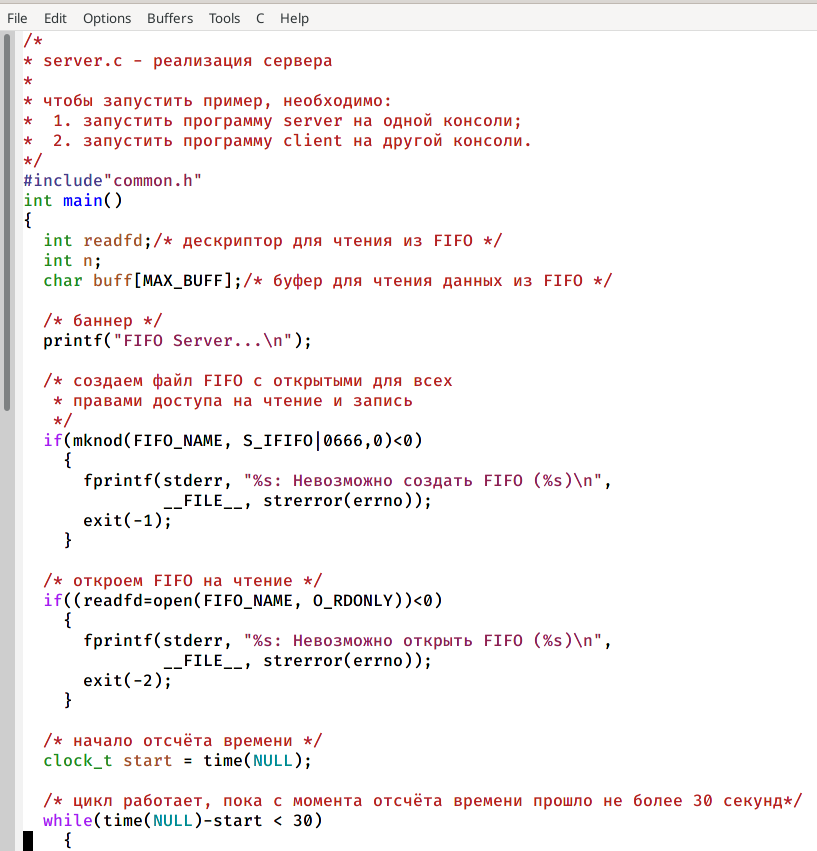 File Edit Options Buffers Tools C Help
/*
* server.c - реализация сервера
*
* чтобы запустить пример, необходимо:
*  1. запустить программу server на одной консоли;
*  2. запустить программу client на другой консоли.
*/
#include"common.h"
int main()
{
  int readfd;/* дескриптор для чтения из FIFO */
  int n;
  char buff[MAX_BUFF];/* буфер для чтения данных из FIFO */

  /* баннер */
  printf("FIFO Server...\n");

  /* создаем файл FIFO с открытыми для всех
   * правами доступа на чтение и запись
   */
  if(mknod(FIFO_NAME, S_IFIFO|0666,0)<0)
    {
      fprintf(stderr, "%s: Невозможно создать FIFO (%s)\n",
              __FILE__, strerror(errno));
      exit(-1);
    }

  /* откроем FIFO на чтение */
  if((readfd=open(FIFO_NAME, O_RDONLY))<0)
    {
      fprintf(stderr, "%s: Невозможно открыть FIFO (%s)\n",
              __FILE__, strerror(errno));
      exit(-2);
    }

  /* начало отсчёта времени */
  clock_t start = time(NULL);

  /* цикл работает, пока с момента отсчёта времени прошло не более 30 секунд*/
  while(time(NULL)-start < 30)
    {